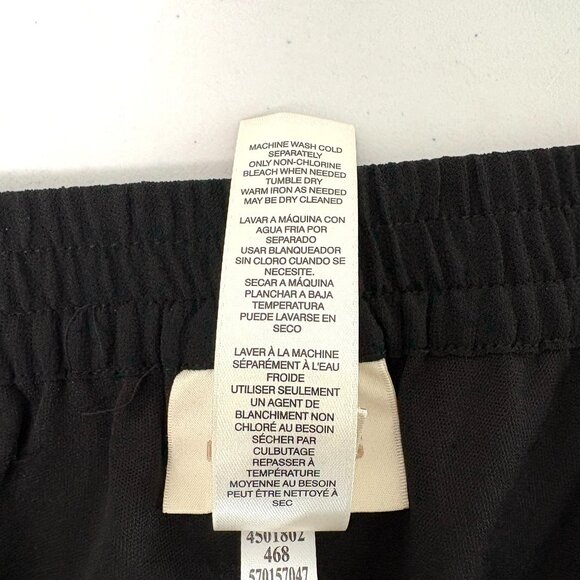 MACHINE WASH COLD
SEPARATELY
ONLY NON-CHLORINE
BLEACH WHEN NEEDED
TUMBLE DRY
WARM IRON AS NEEDED
MAY BE DRY CLEANED
LAVAR A MÁQUINA CON
AGUA FRIA POR
SEPARADO
USAR BLANQUEADOR
SIN CLORO CUANDO SE
NECESITE.
SECAR A MÁQUINA
PLANCHAR A BAJA
TEMPERATURA
PUEDE LAVARSE EN
SECO
LAVER À LA MACHINE
SÉPARÉMENT À L'EAU
FROIDE
UTILISER SEULEMENT
UN AGENT DE
BLANCHIMENT NON
CHLORÉ AU BESOIN
SÉCHER PAR
CULBUTAGE
REPASSER À
TEMPÉRATURE
MOYENNE AU BESOIN
PEUT ÊTRE NETTOYÉ À
SEC
4501802
468
570157047